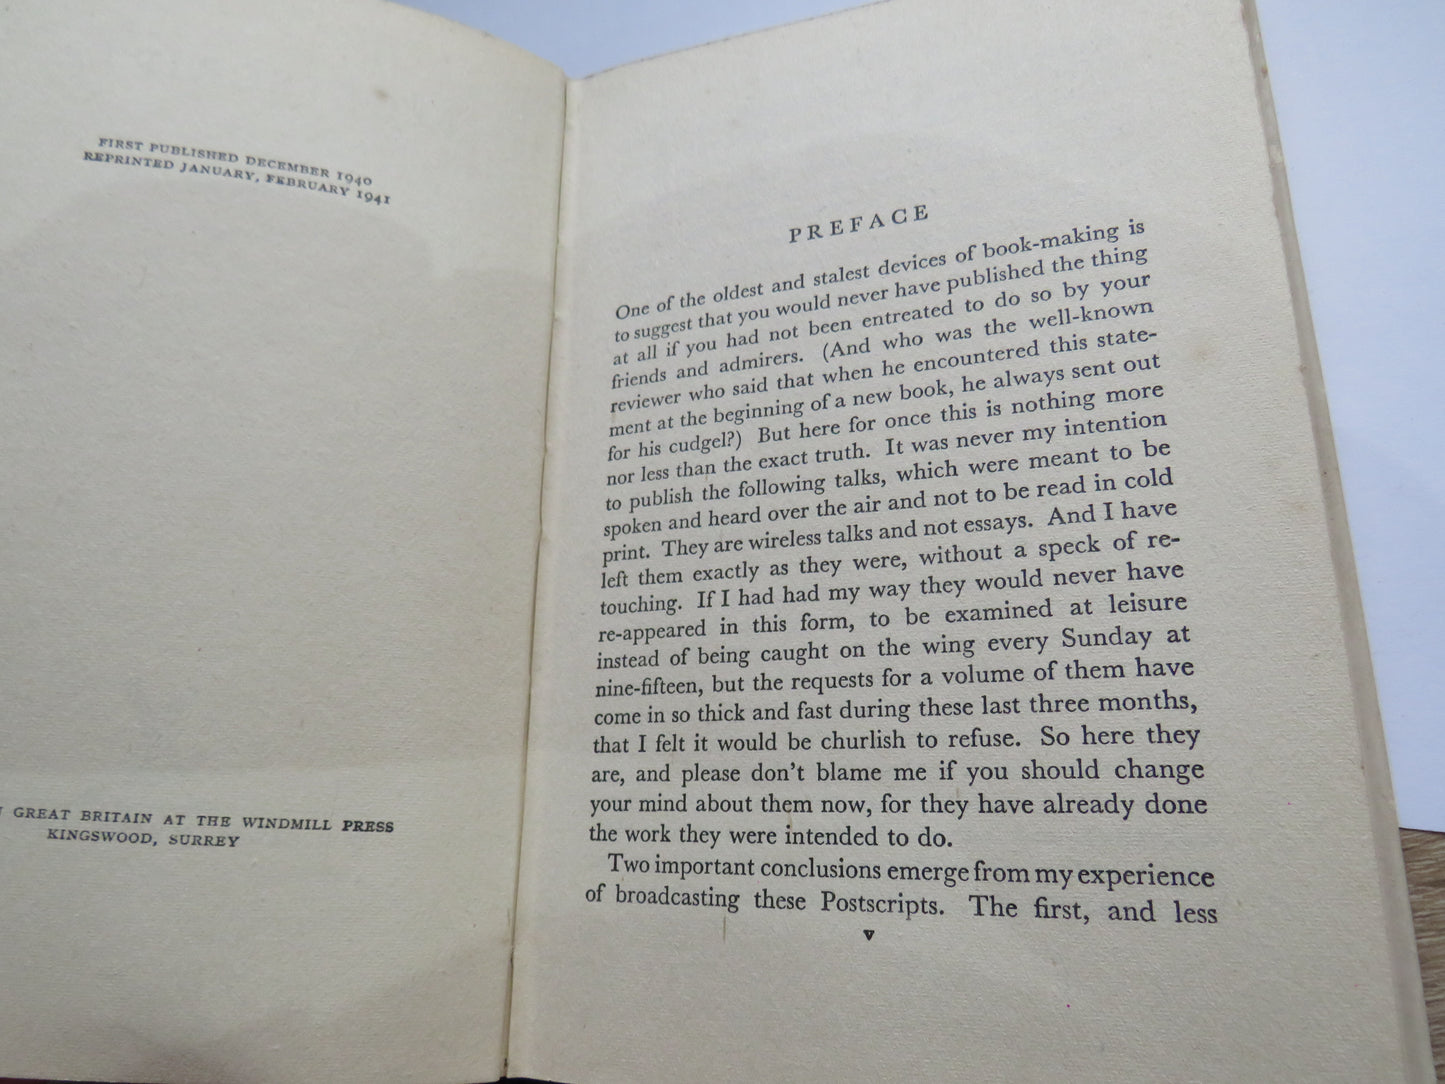 FIRST PUBLISHED DECEMBER 1940
REPRINTED JANUARY, FEBRUARY 1941
GREAT BRITAIN AT THE WINDMILL PRESS
KINGSWOOD, SURREY
PREFACE
One of the oldest and stalest devices of book-making is
to suggest that you would never have published the thing
at all if you had not been entreated to do so by your
friends and admirers. (And who was the well-known
reviewer who said that when he encountered this state-
ment at the beginning of a new book, he always sent out
for his cudgel?) But here for once this is nothing more
nor less than the exact truth. It was never my intention
to publish the following talks, which were meant to be
spoken and heard over the air and not to be read in cold
print. They are wireless talks and not essays. And I have
left them exactly as they were, without a speck of re-
touching. If I had had my way they would never have
re-appeared in this form, to be examined at leisure
instead of being caught on the wing every Sunday at
nine-fifteen, but the requests for a volume of them have
come in so thick and fast during these last three months,
that I felt it would be churlish to refuse. So here they
are, and please don't blame me if you should change
your mind about them now, for they have already done
the work they were intended to do.
Two important conclusions emerge from my experience
of broadcasting these Postscripts. The first, and less
v